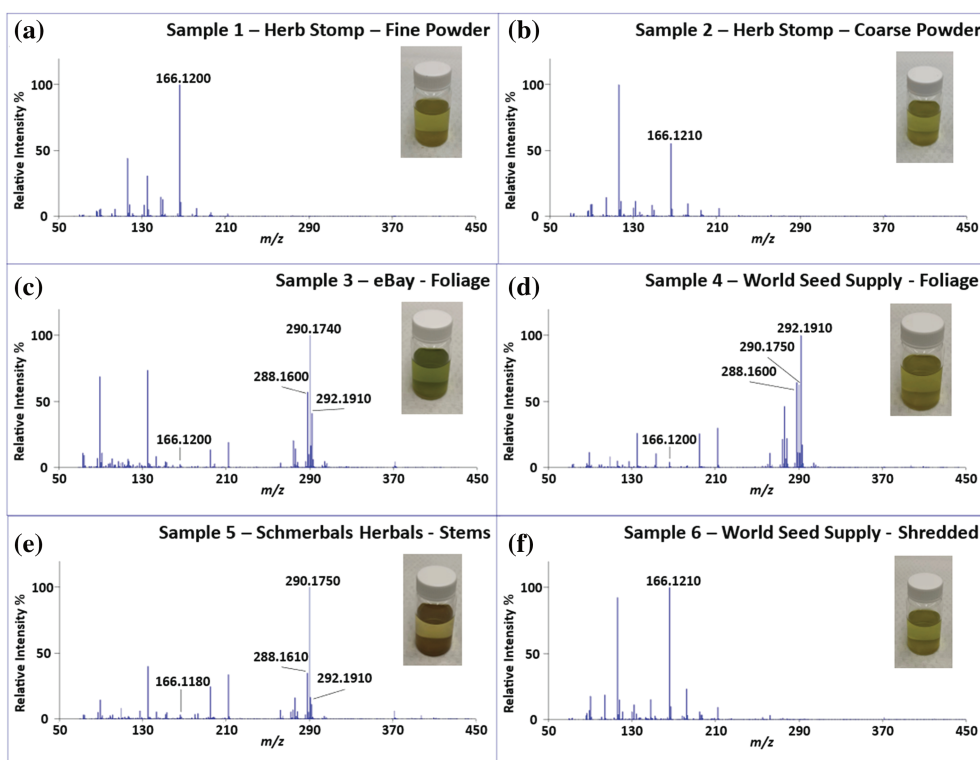 (a) Sample 1 – Herb Stomp – Fine Powder
166.1200
Relative Intensity %
100
50
0
50 130 210 290 370 450
m/z
(b) Sample 2 – Herb Stomp – Coarse Powder
166.1210
Relative Intensity %
100
50
0
50 130 210 290 370 450
m/z
(c) Sample 3 – eBay - Foliage
290.1740
288.1600
292.1910
166.1200
Relative Intensity %
100
50
0
50 130 210 290 370 450
m/z
(d) Sample 4 – World Seed Supply - Foliage
292.1910
290.1750
288.1600
166.1200
Relative Intensity %
100
50
0
50 130 210 290 370 450
m/z
(e) Sample 5 – Schmerbals Herbals - Stems
290.1750
288.1610
292.1910
166.1180
Relative Intensity %
100
50
0
50 130 210 290 370 450
m/z
(f) Sample 6 – World Seed Supply - Shredded
166.1210
Relative Intensity %
100
50
0
50 130 210 290 370 450
m/z